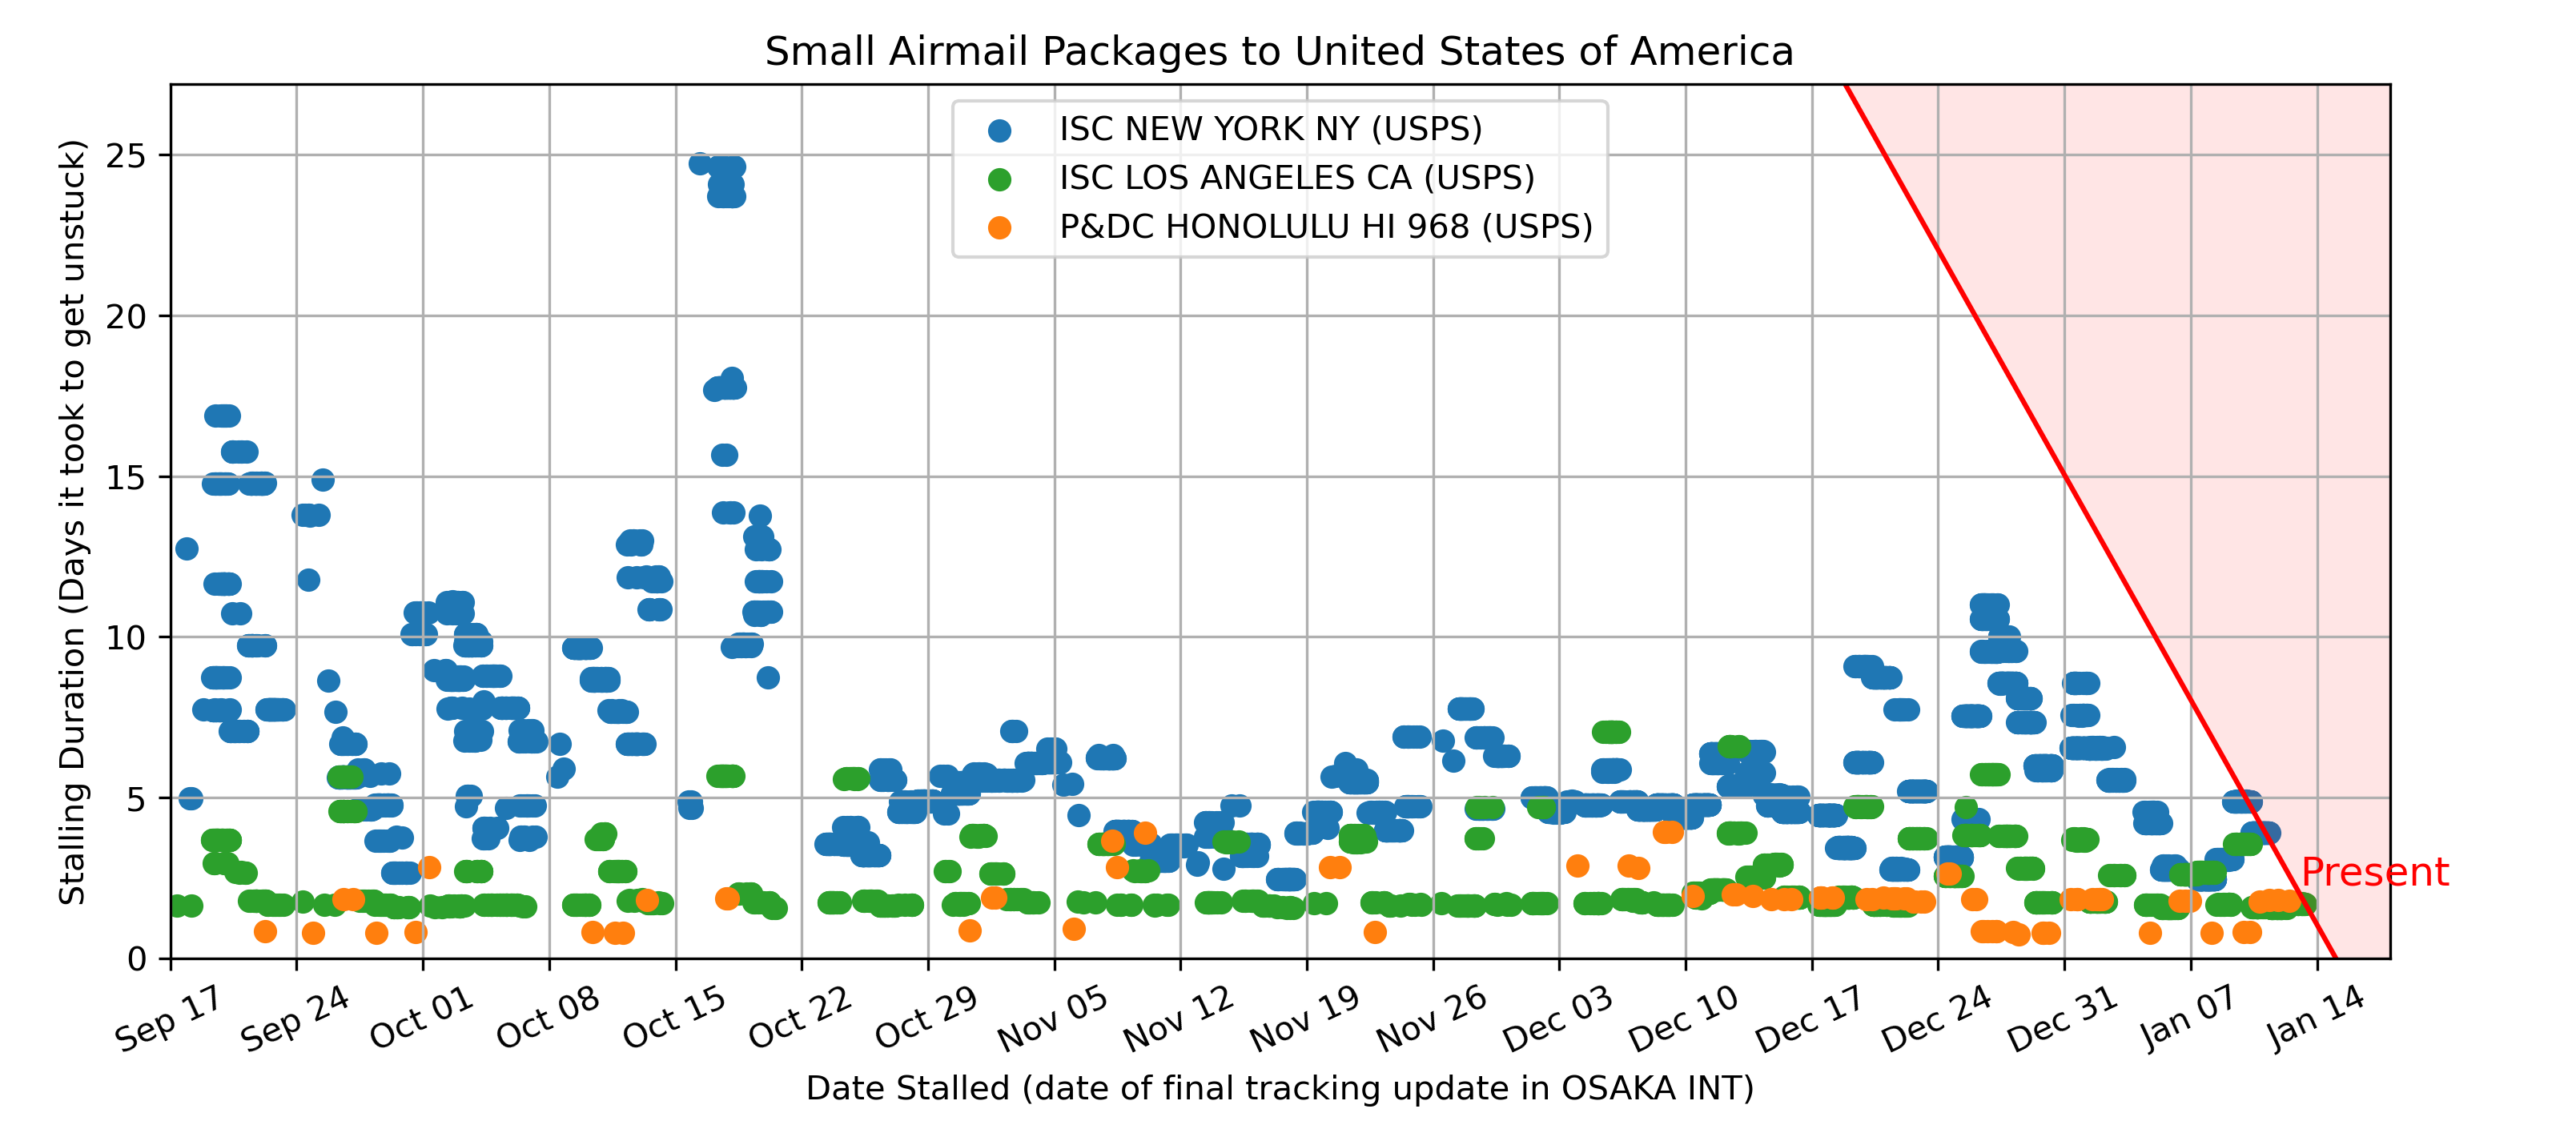 Small Airmail Packages to United States of America
ISC NEW YORK NY (USPS)
ISC LOS ANGELES CA (USPS)
P&DC HONOLULU HI 968 (USPS)
Stalling Duration (Days it took to get unstuck)
25
20
15
10
5
0
Present
Sep 17
Sep 24
Oct 01
Oct 08
Oct 15
Oct 22
Oct 29
Nov 05
Nov 12
Nov 19
Nov 26
Dec 03
Dec 10
Dec 17
Dec 24
Dec 31
Jan 07
Jan 14
Date Stalled (date of final tracking update in OSAKA INT)